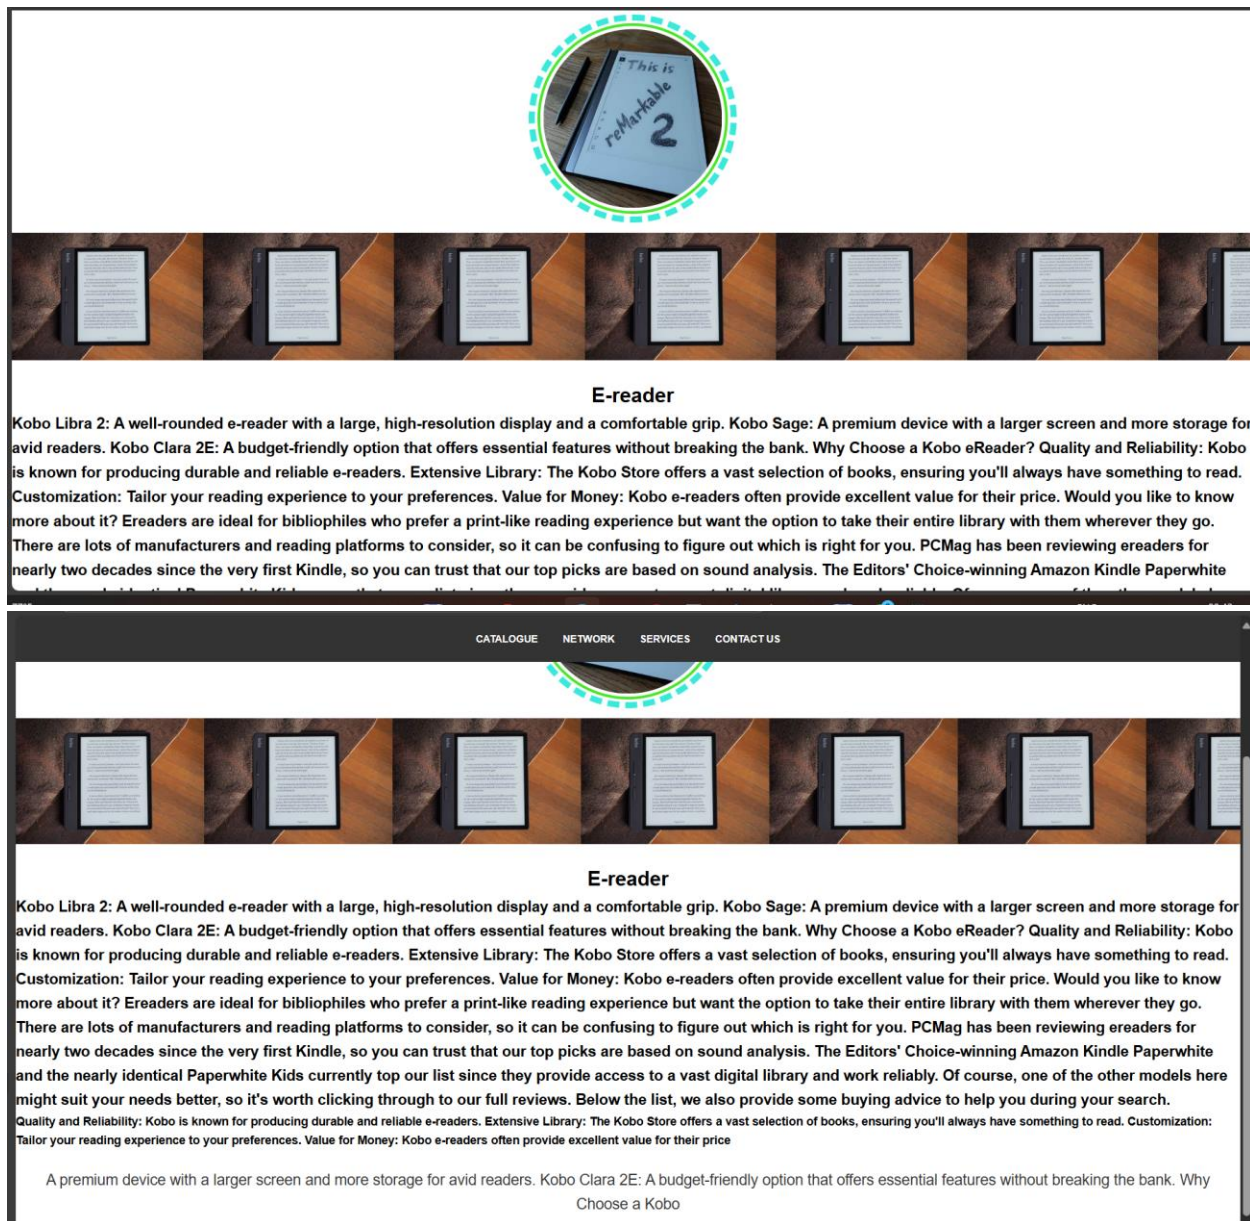 This is
reMarkable
2
E-reader
Kobo Libra 2: A well-rounded e-reader with a large, high-resolution display and a comfortable grip. Kobo Sage: A premium device with a larger screen and more storage for
avid readers. Kobo Clara 2E: A budget-friendly option that offers essential features without breaking the bank. Why Choose a Kobo eReader? Quality and Reliability: Kobo
is known for producing durable and reliable e-readers. Extensive Library: The Kobo Store offers a vast selection of books, ensuring you'll always have something to read.
Customization: Tailor your reading experience to your preferences. Value for Money: Kobo e-readers often provide excellent value for their price. Would you like to know
more about it? Ereaders are ideal for bibliophiles who prefer a print-like reading experience but want the option to take their entire library with them wherever they go.
There are lots of manufacturers and reading platforms to consider, so it can be confusing to figure out which is right for you. PCMag has been reviewing ereaders for
nearly two decades since the very first Kindle, so you can trust that our top picks are based on sound analysis. The Editors' Choice-winning Amazon Kindle Paperwhite
CATALOGUE NETWORK SERVICES CONTACT US
E-reader
Kobo Libra 2: A well-rounded e-reader with a large, high-resolution display and a comfortable grip. Kobo Sage: A premium device with a larger screen and more storage for
avid readers. Kobo Clara 2E: A budget-friendly option that offers essential features without breaking the bank. Why Choose a Kobo eReader? Quality and Reliability: Kobo
is known for producing durable and reliable e-readers. Extensive Library: The Kobo Store offers a vast selection of books, ensuring you'll always have something to read.
Customization: Tailor your reading experience to your preferences. Value for Money: Kobo e-readers often provide excellent value for their price. Would you like to know
more about it? Ereaders are ideal for bibliophiles who prefer a print-like reading experience but want the option to take their entire library with them wherever they go.
There are lots of manufacturers and reading platforms to consider, so it can be confusing to figure out which is right for you. PCMag has been reviewing ereaders for
nearly two decades since the very first Kindle, so you can trust that our top picks are based on sound analysis. The Editors' Choice-winning Amazon Kindle Paperwhite
and the nearly identical Paperwhite Kids currently top our list since they provide access to a vast digital library and work reliably. Of course, one of the other models here
might suit your needs better, so it's worth clicking through to our full reviews. Below the list, we also provide some buying advice to help you during your search.
Quality and Reliability: Kobo is known for producing durable and reliable e-readers. Extensive Library: The Kobo Store offers a vast selection of books, ensuring you'll always have something to read. Customization:
Tailor your reading experience to your preferences. Value for Money: Kobo e-readers often provide excellent value for their price
A premium device with a larger screen and more storage for avid readers. Kobo Clara 2E: A budget-friendly option that offers essential features without breaking the bank. Why
Choose a Kobo